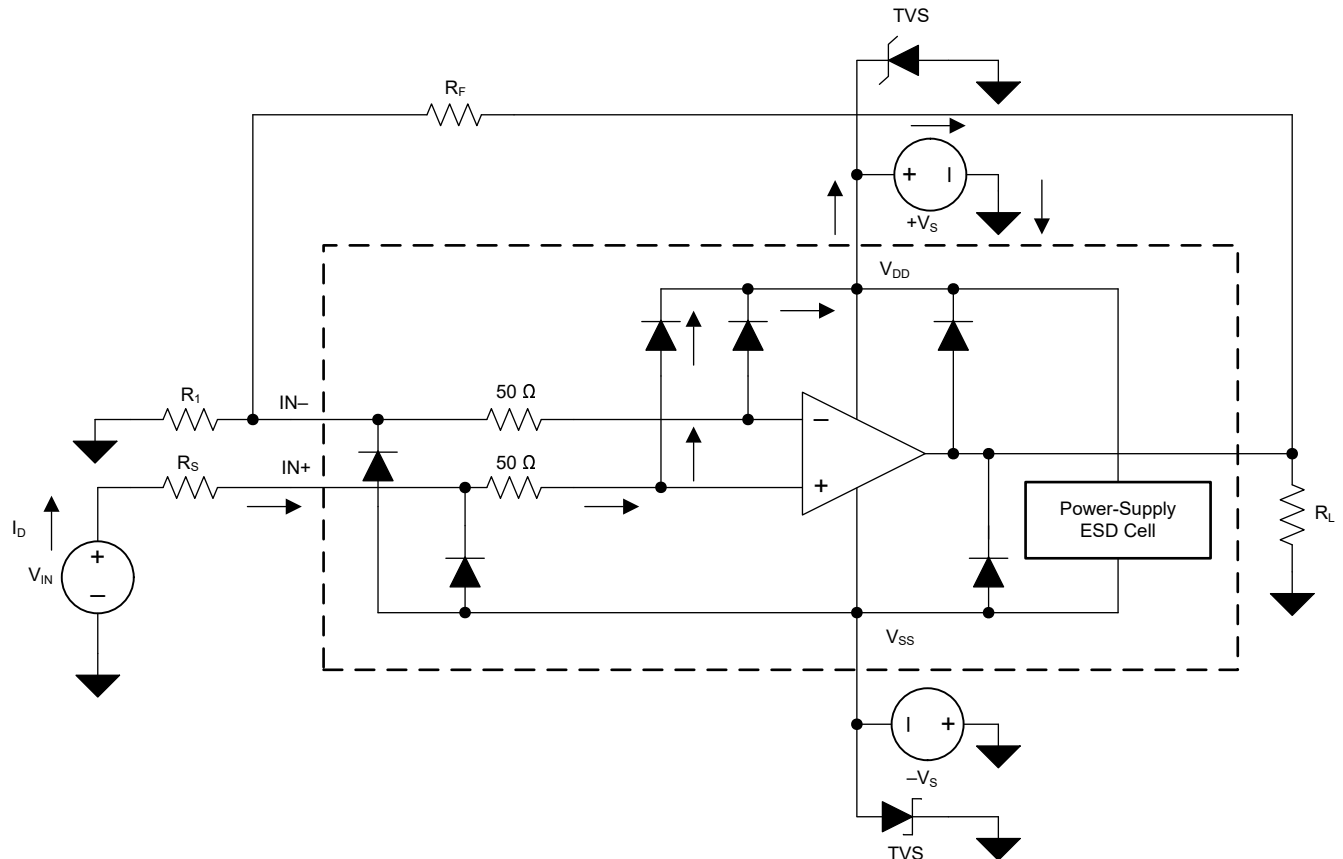 TVS
R_F
+ –
+V_S
V_DD
R_1
IN–
50 Ω
–
R_S
IN+
50 Ω
+
Power-Supply
ESD Cell
R_L
I_D
+
V_IN
–
V_SS
– +
–V_S
TVS